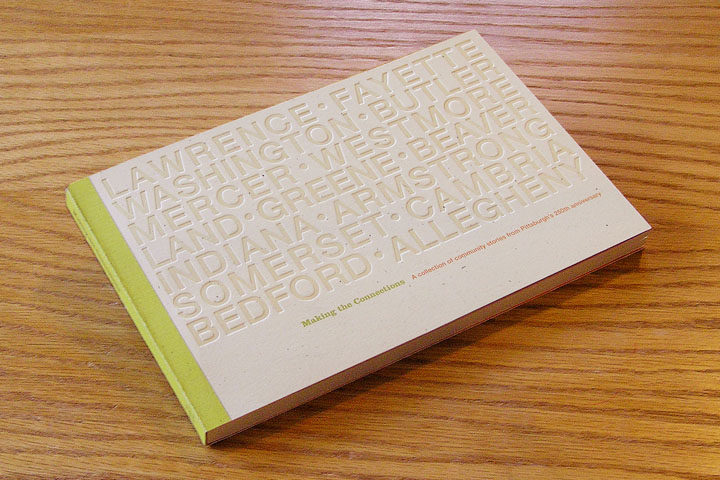 LAWRENCE · FAYETTE
WASHINGTON · BUTLER
MERCER · WESTMORE
LAND · GREENE · BEAVER
INDIANA · ARMSTRONG
SOMERSET · CAMBRIA
BEDFORD · ALLEGHENY
Making the Connections A collection of community stories from Pittsburgh's 250th anniversary